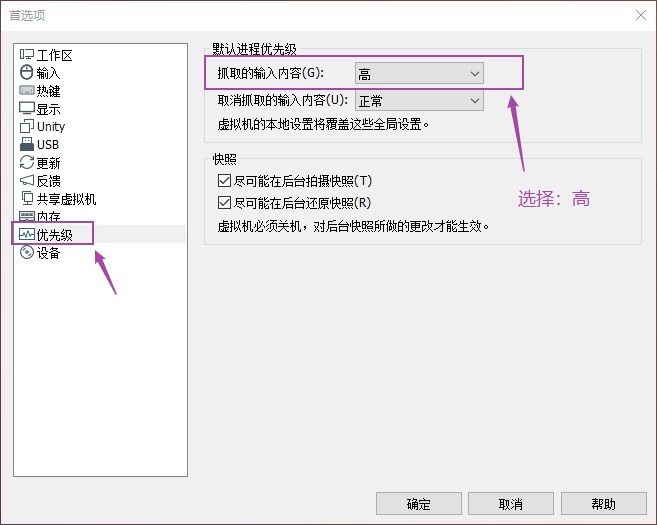 首选项
工作区
输入
热键
显示
Unity
USB
更新
反馈
共享虚拟机
内存
优先级
设备
默认进程优先级
抓取的输入内容(G): 高
取消抓取的输入内容(U): 正常
虚拟机的本地设置将覆盖这些全局设置。
快照
尽可能在后台拍摄快照(T)
尽可能在后台还原快照(R)
虚拟机必须关机，对后台快照所做的更改才能生效。
选择：高
确定 取消 帮助